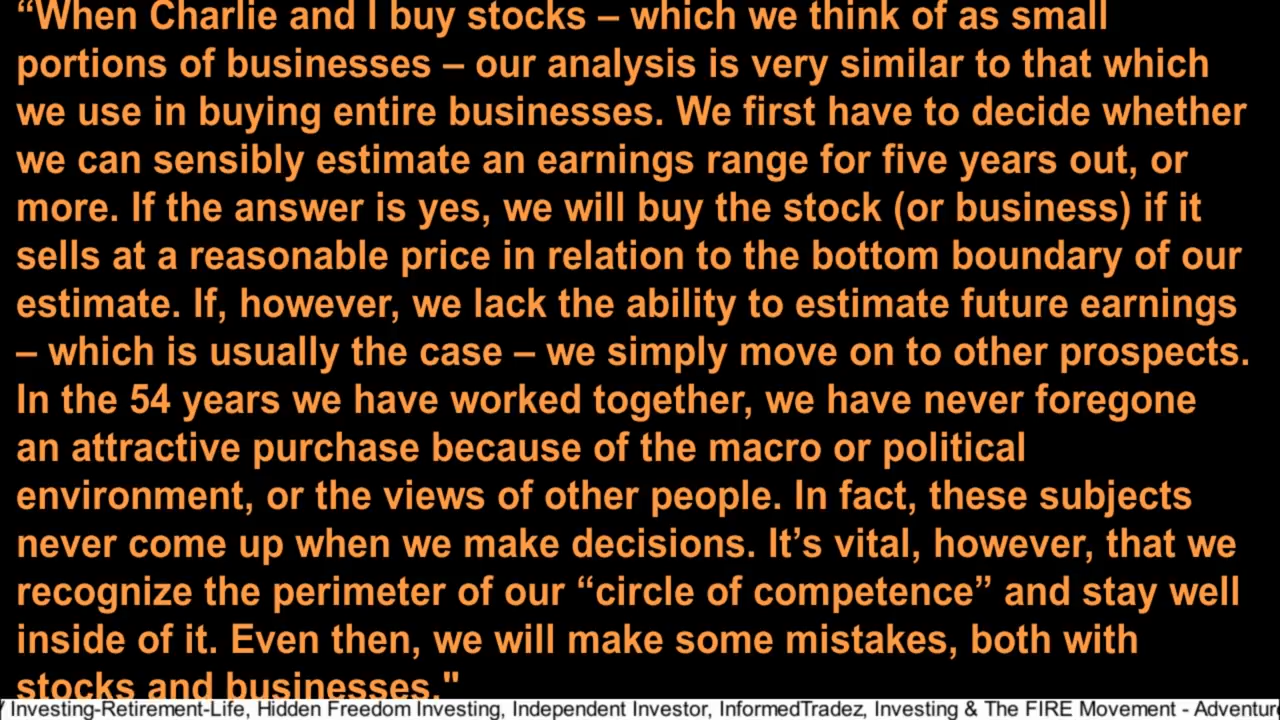 “When Charlie and I buy stocks – which we think of as small
portions of businesses – our analysis is very similar to that which
we use in buying entire businesses. We first have to decide whether
we can sensibly estimate an earnings range for five years out, or
more. If the answer is yes, we will buy the stock (or business) if it
sells at a reasonable price in relation to the bottom boundary of our
estimate. If, however, we lack the ability to estimate future earnings
– which is usually the case – we simply move on to other prospects.
In the 54 years we have worked together, we have never foregone
an attractive purchase because of the macro or political
environment, or the views of other people. In fact, these subjects
never come up when we make decisions. It’s vital, however, that we
recognize the perimeter of our “circle of competence” and stay well
inside of it. Even then, we will make some mistakes, both with
stocks and businesses."
Investing-Retirement-Life, Hidden Freedom Investing, Independent Investor, InformedTradez, Investing & The FIRE Movement - Adventur